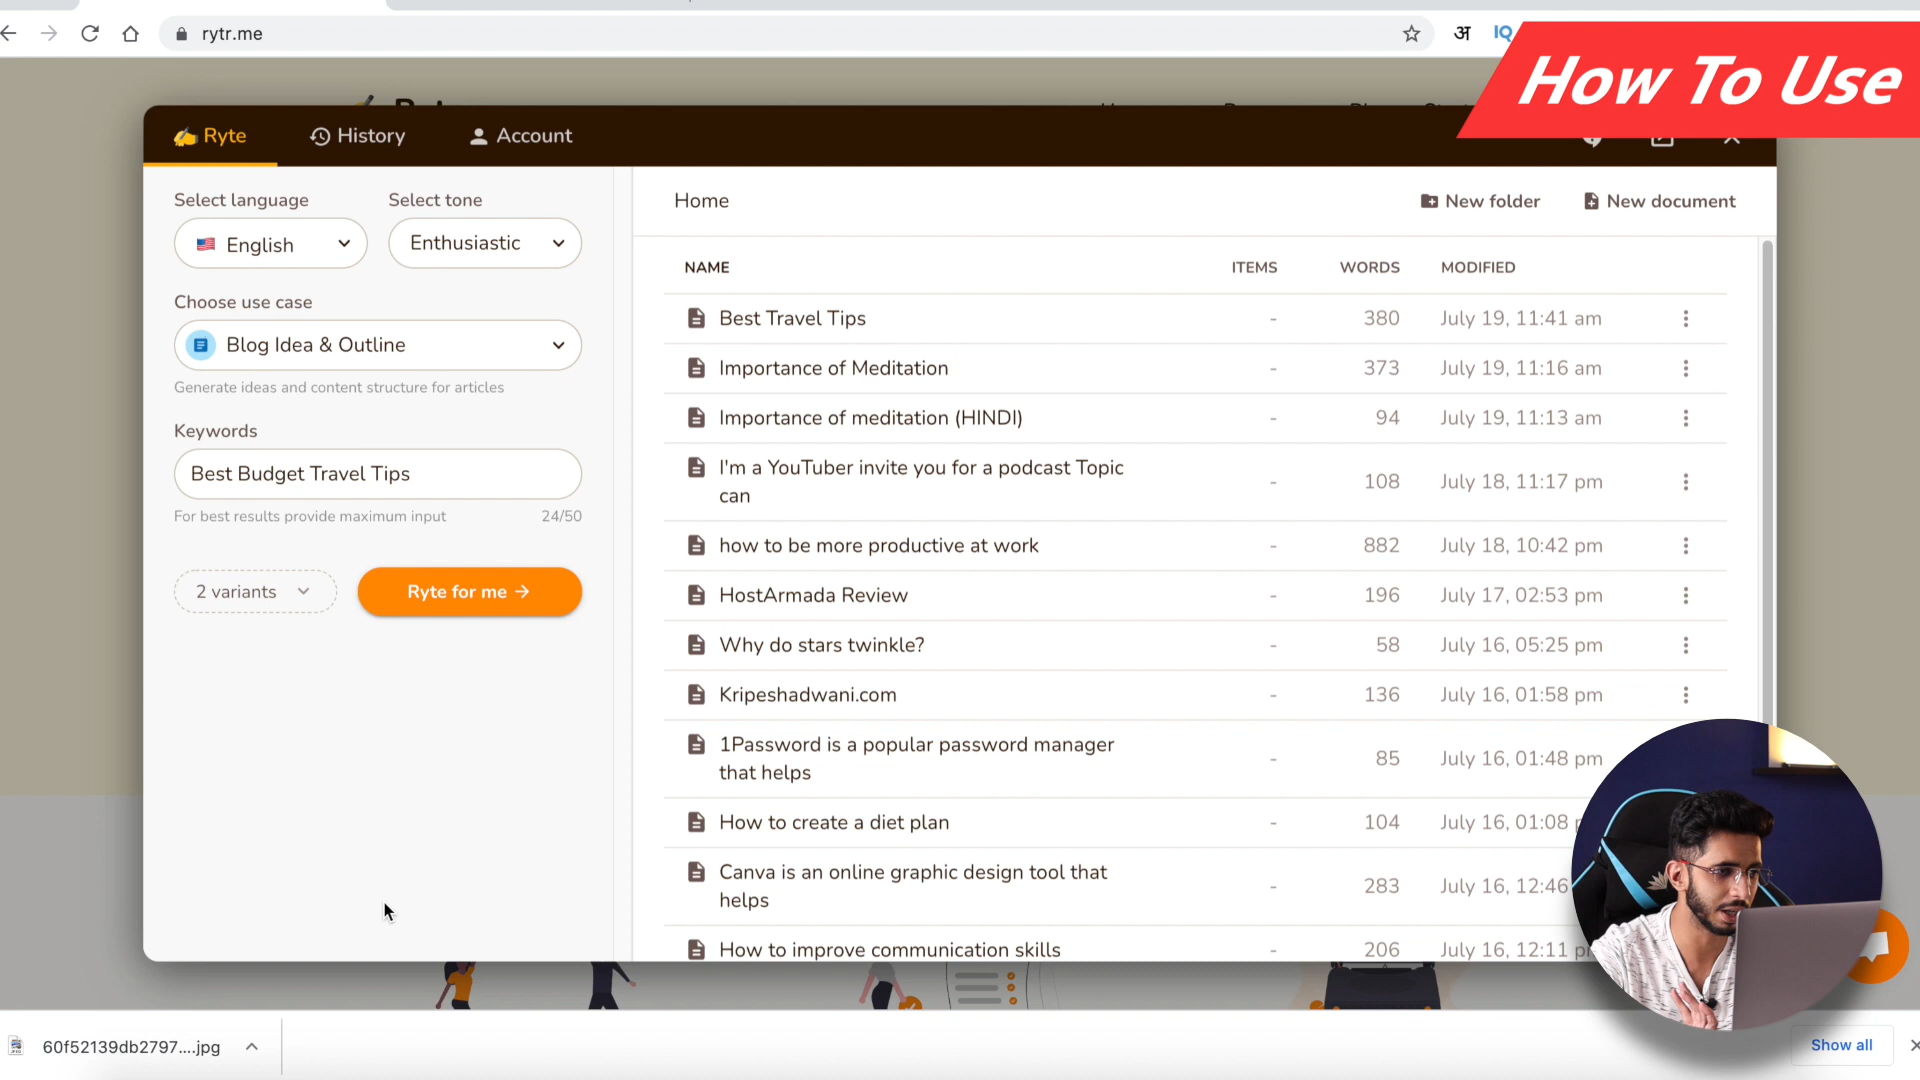 rytr.me
अ
IQ
How To Use
Ryte
History
Account
Select language
Select tone
English
Enthusiastic
Choose use case
Blog Idea & Outline
Generate ideas and content structure for articles
Keywords
Best Budget Travel Tips
For best results provide maximum input
24/50
2 variants
Ryte for me →
Home
New folder
New document
NAME ITEMS WORDS MODIFIED
Best Travel Tips - 380 July 19, 11:41 am
Importance of Meditation - 373 July 19, 11:16 am
Importance of meditation (HINDI) - 94 July 19, 11:13 am
I'm a YouTuber invite you for a podcast Topic
can - 108 July 18, 11:17 pm
how to be more productive at work - 882 July 18, 10:42 pm
HostArmada Review - 196 July 17, 02:53 pm
Why do stars twinkle? - 58 July 16, 05:25 pm
Kripeshadwani.com - 136 July 16, 01:58 pm
1Password is a popular password manager
that helps - 85 July 16, 01:48 pm
How to create a diet plan - 104 July 16, 01:08
Canva is an online graphic design tool that
helps - 283 July 16, 12:46
How to improve communication skills 206 July 16, 12:11
60f52139db2797....jpg
Show all